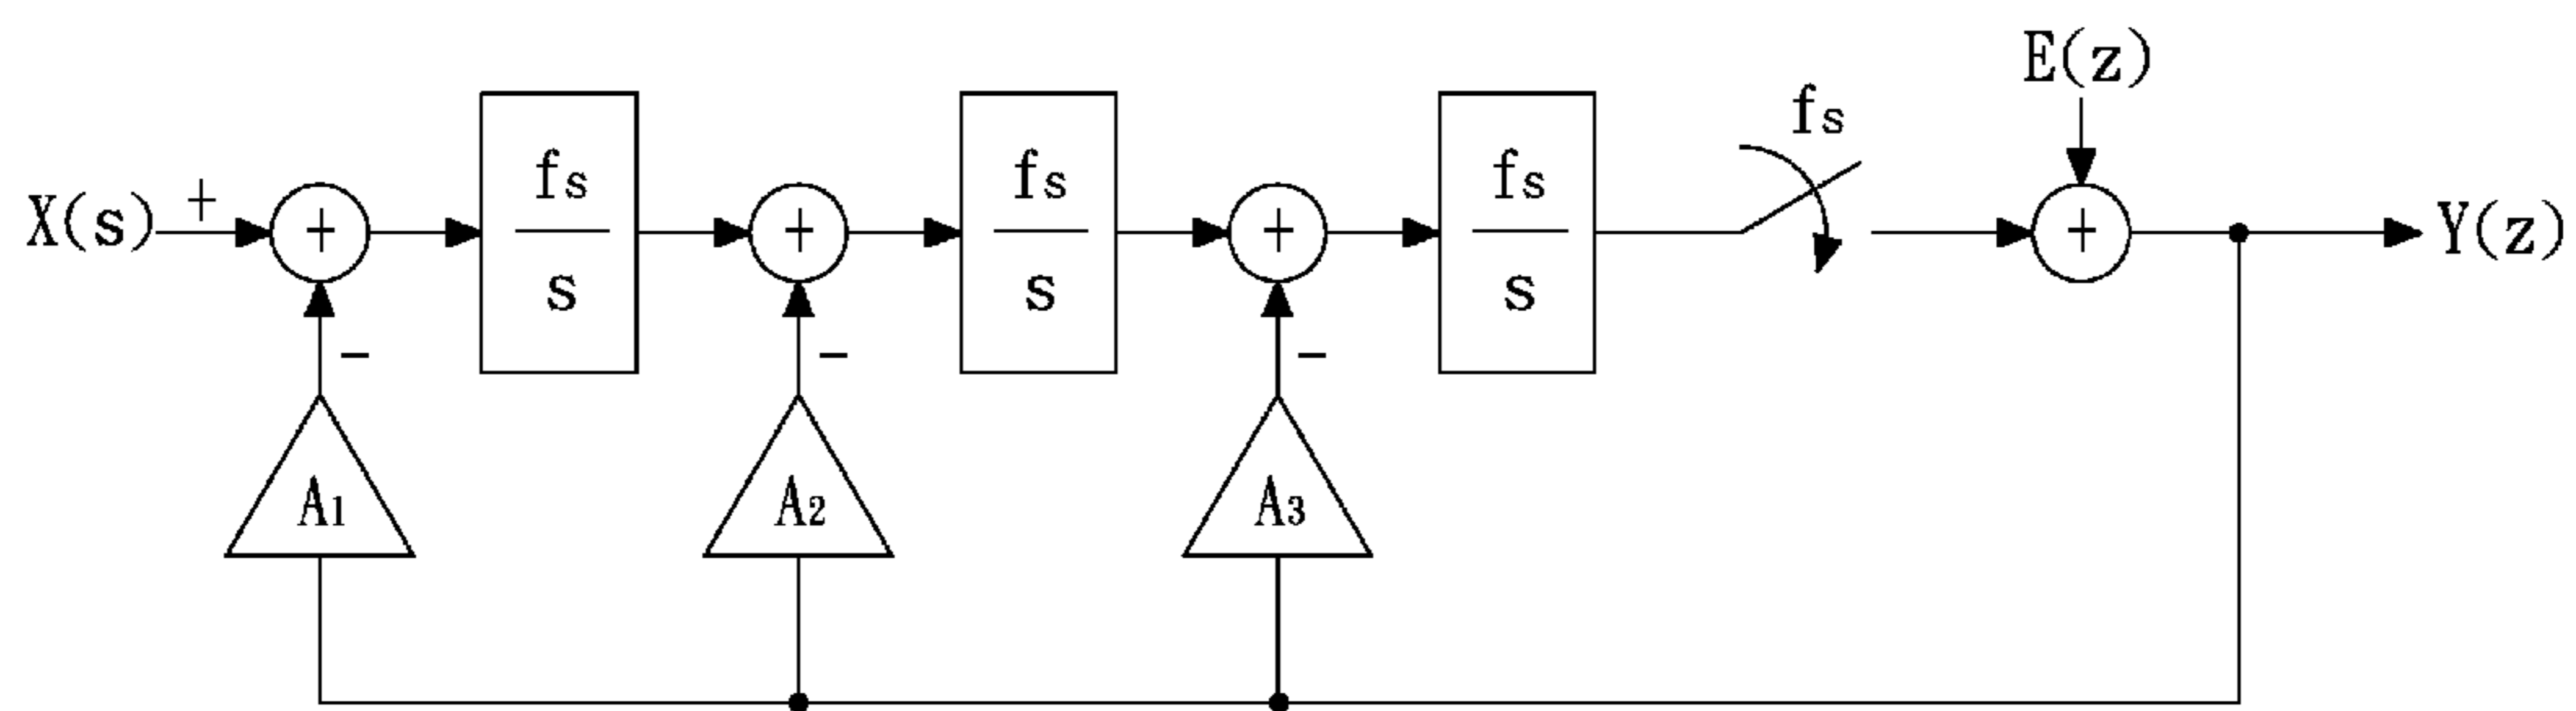 E(z)
fs
X(s) + + fs/s + fs/s + fs/s + Y(z)
- - -
A1 A2 A3